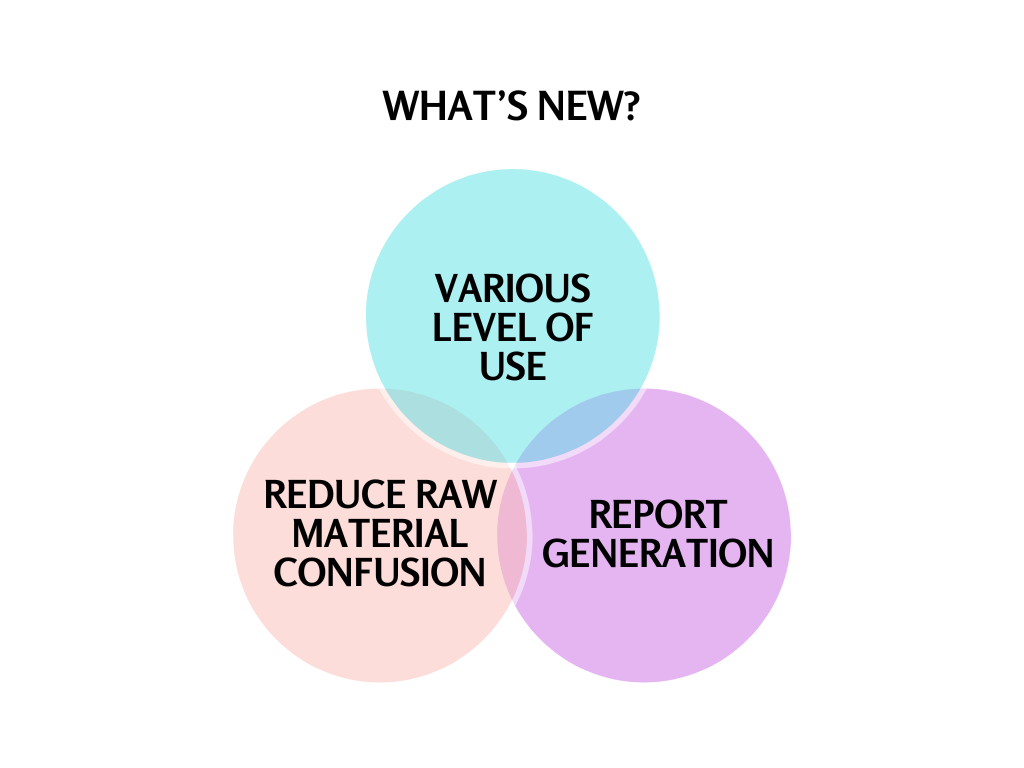 WHAT’S NEW?
VARIOUS
LEVEL OF
USE
REDUCE RAW
MATERIAL
CONFUSION
REPORT
GENERATION